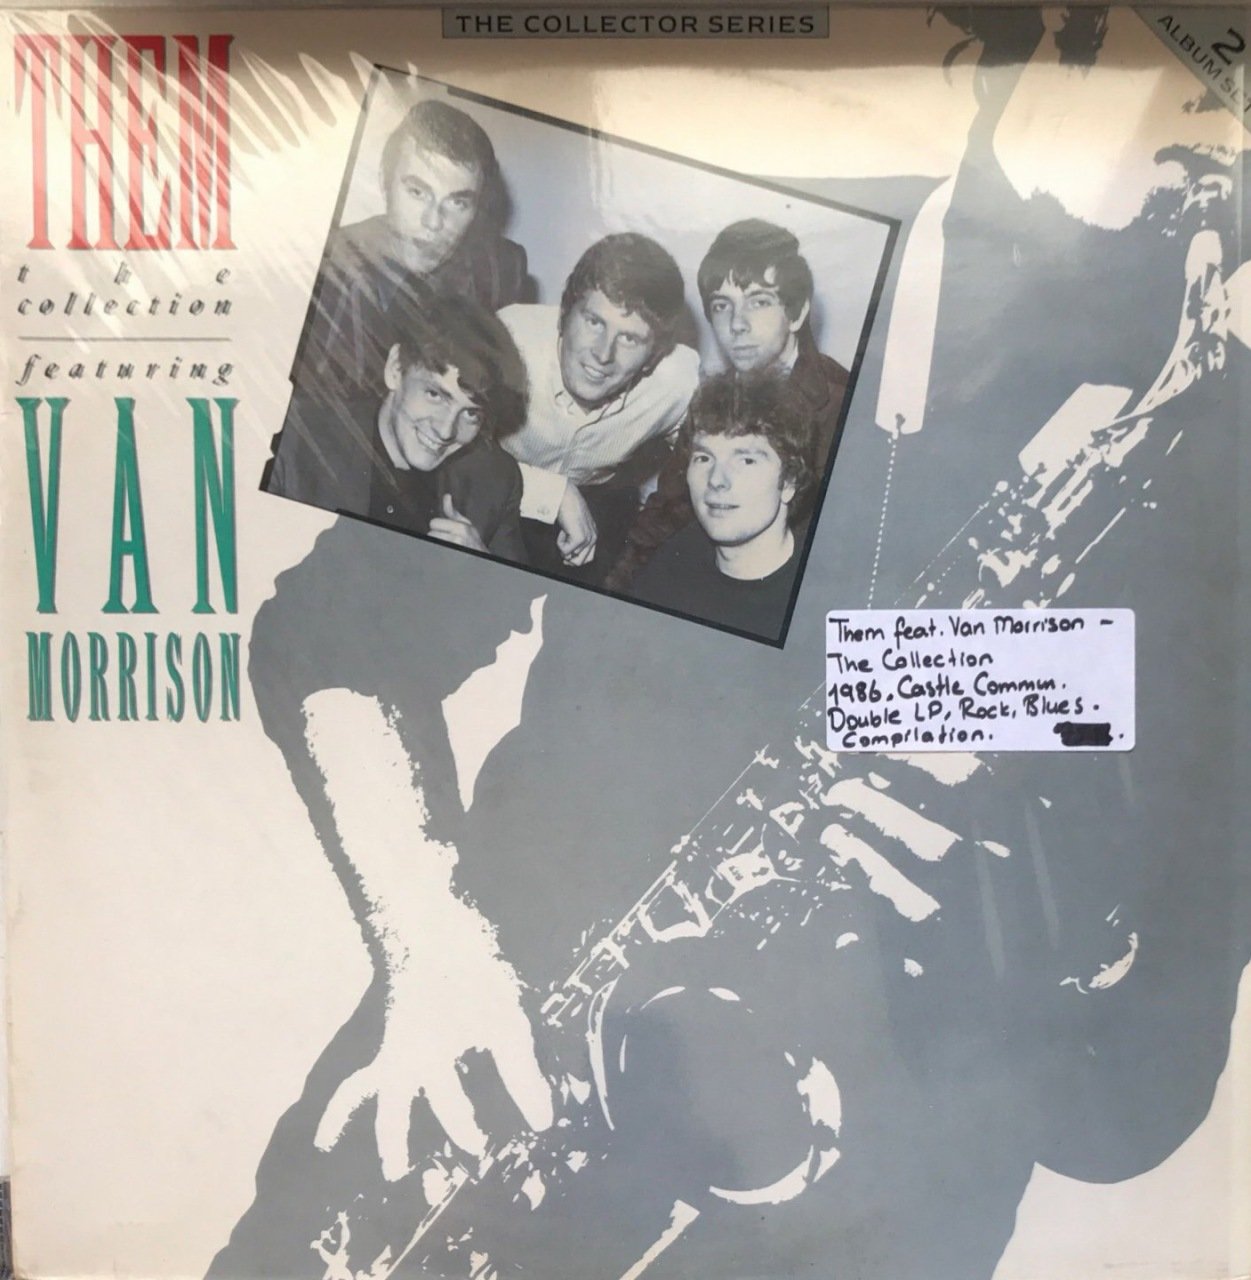 THE COLLECTOR SERIES
2
ALBUM SET
THEM
the
collection
featuring
VAN
MORRISON
Them feat. Van Morrison -
The Collection
1986. Castle Commun.
Double LP, Rock, Blues.
Compilation.